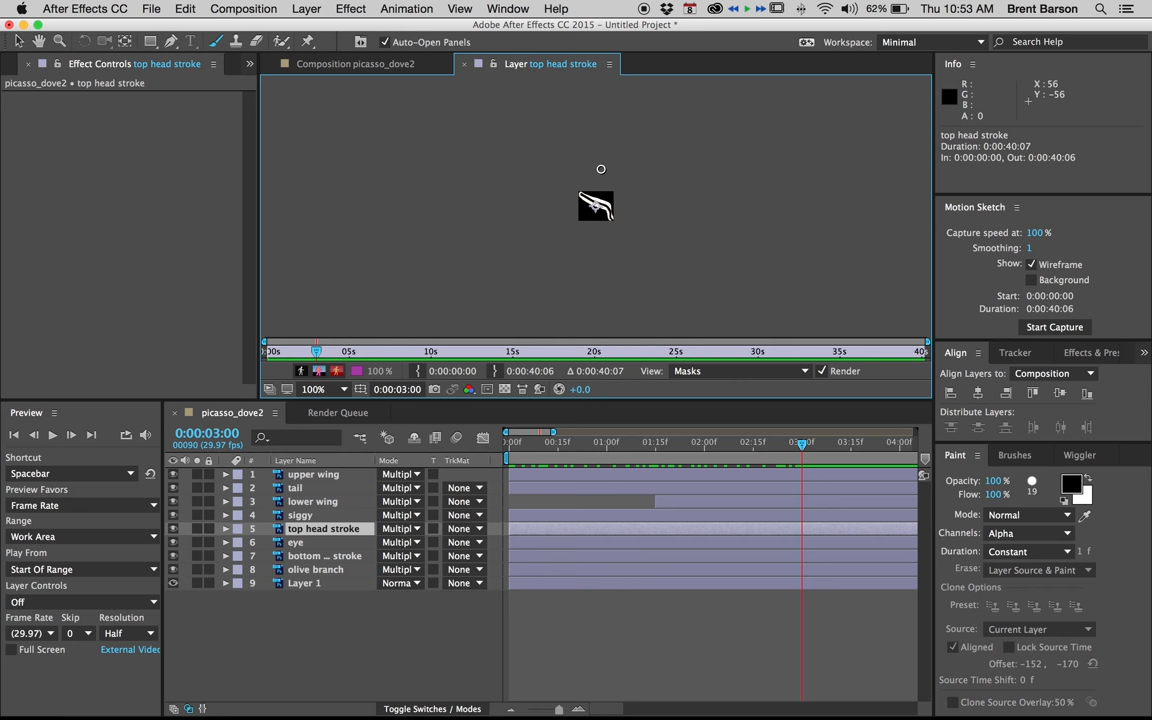 After Effects CC File Edit Composition Layer Effect Animation View Window Help 8 62% Thu 10:53 AM Brent Barson
Adobe After Effects CC 2015 - Untitled Project *
Auto-Open Panels Workspace: Minimal Search Help
Effect Controls top head stroke Composition picasso_dove2 Layer top head stroke Info
picasso_dove2 • top head stroke
R: X : 56
G: Y : -56
B:
A: 0
top head stroke
Duration: 0:00:40:07
In: 0:00:00:00, Out: 0:00:40:06
Motion Sketch
Capture speed at: 100 %
Smoothing: 1
Show: Wireframe
Background
Start: 0:00:00:00
Duration: 0:00:40:06
Start Capture
:00s 05s 10s 15s 20s 25s 30s 35s 40s
Align Tracker Effects & Pre:
100 % 0:00:00:00 0:00:40:06 Δ 0:00:40:07 View: Masks Render
Align Layers to: Composition
100% 0:00:03:00 +0.0
Distribute Layers:
Preview picasso_dove2 Render Queue
0:00:03:00
00090 (29.97 fps)
:00f 00:15f 01:00f 01:15f 02:00f 02:15f 03:00f 03:15f 04:00f
Shortcut
Spacebar
Preview Favors
Frame Rate
Range
Work Area
Play From
Start Of Range
Layer Controls
Off
Frame Rate Skip Resolution
(29.97) 0 Half
Full Screen External Video
# Layer Name Mode T TrkMat
1 upper wing Multipl
2 tail Multipl None
3 lower wing Multipl None
4 siggy Multipl None
5 top head stroke Multipl None
6 eye Multipl None
7 bottom ... stroke Multipl None
8 olive branch Multipl None
9 Layer 1 Norma None
Toggle Switches / Modes
Paint Brushes Wiggler
Opacity: 100 %
Flow: 100 % 19
Mode: Normal
Channels: Alpha
Duration: Constant 1 f
Erase: Layer Source & Paint
Clone Options
Preset:
Source: Current Layer
Aligned Lock Source Time
Offset: -152 , -170
Source Time Shift: 0 f
Clone Source Overlay: 50 %